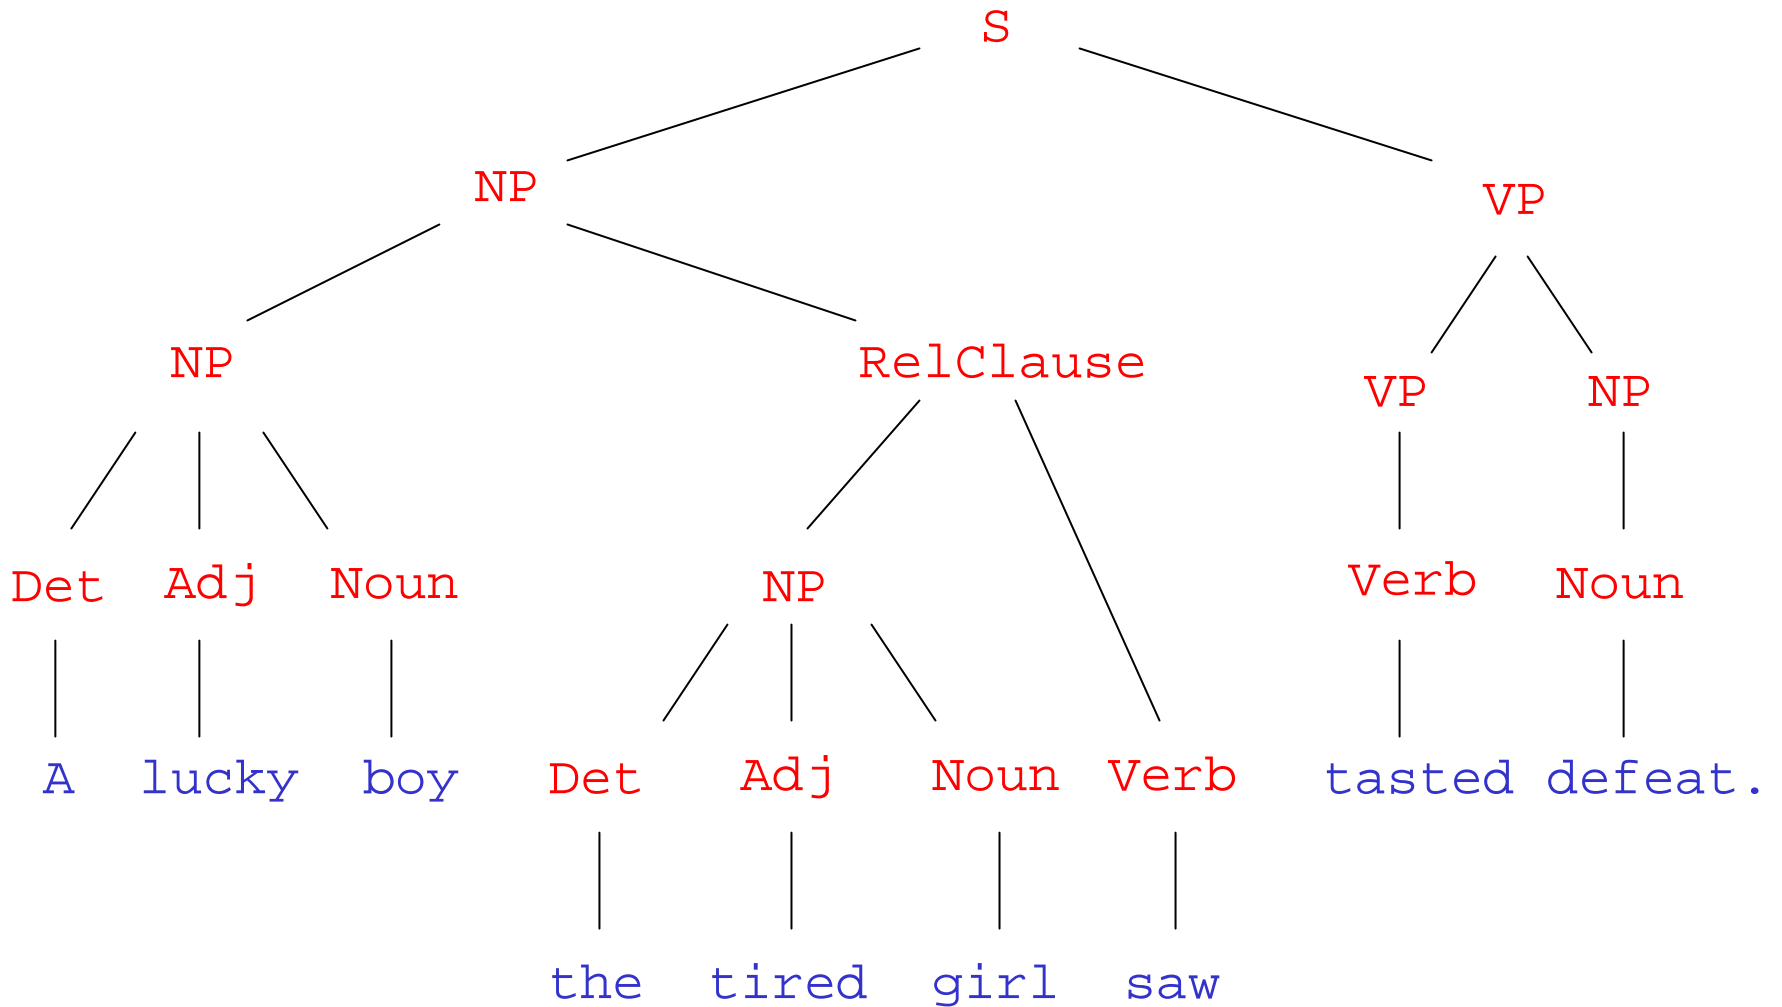 S
NP VP
NP RelClause VP NP
Det Adj Noun NP Verb Noun
A lucky boy Det Adj Noun Verb tasted defeat.
the tired girl saw